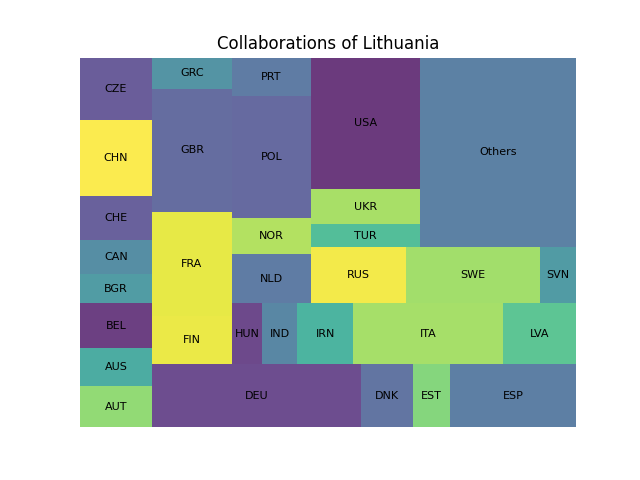 Collaborations of Lithuania
CZE
GRC
PRT
USA
Others
CHN
GBR
POL
CHE
UKR
CAN
FRA
NOR
TUR
BGR
NLD
RUS
SWE
SVN
BEL
FIN
HUN
IND
IRN
ITA
LVA
AUS
AUT
DEU
DNK
EST
ESP